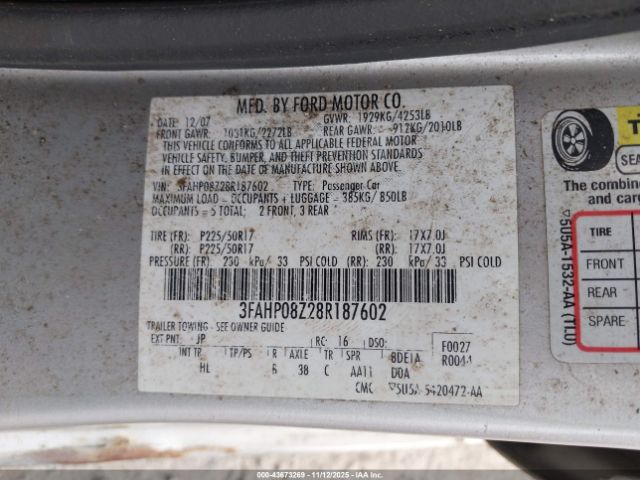 MFD. BY FORD MOTOR CO.
DATE: 12/07 GVWR: 1929KG/4253LB
FRONT GAWR: 1031KG/2272LB REAR GAWR: 912KG/2010LB
THIS VEHICLE CONFORMS TO ALL APPLICABLE FEDERAL MOTOR
VEHICLE SAFETY, BUMPER, AND THEFT PREVENTION STANDARDS
IN EFFECT ON THE DATE OF MANUFACTURE SHOWN ABOVE.
VIN: 3FAHP08Z28R187602 TYPE: Passenger Car
MAXIMUM LOAD = OCCUPANTS + LUGGAGE = 385KG/850LB
OCCUPANTS = 5 TOTAL; 2 FRONT, 3 REAR
TIRE (FR): P225/50R17 RIMS (FR): 17X7.0J
(RR): P225/50R17 (RR): 17X7.0J
PRESSURE (FR) 230 kPa/ 33 PSI COLD (RR) 230 kPa/ 33 PSI COLD
3FAHP08Z28R187602
TRAILER TOWING - SEE OWNER GUIDE
EXT PNT: JP RC: 16 DSO: F0027
INT TR TP/PS R AXLE TR SPR BDE1A R0044
HL B 38 C AA11 D0A
CMC 5U5A-5420472-AA
5U5A-1532-AA (TL0)
TI
SEA
The combine
and carg
TIRE
FRONT
REAR
SPARE
43673269 - 11/12/2025 - IAA Inc.